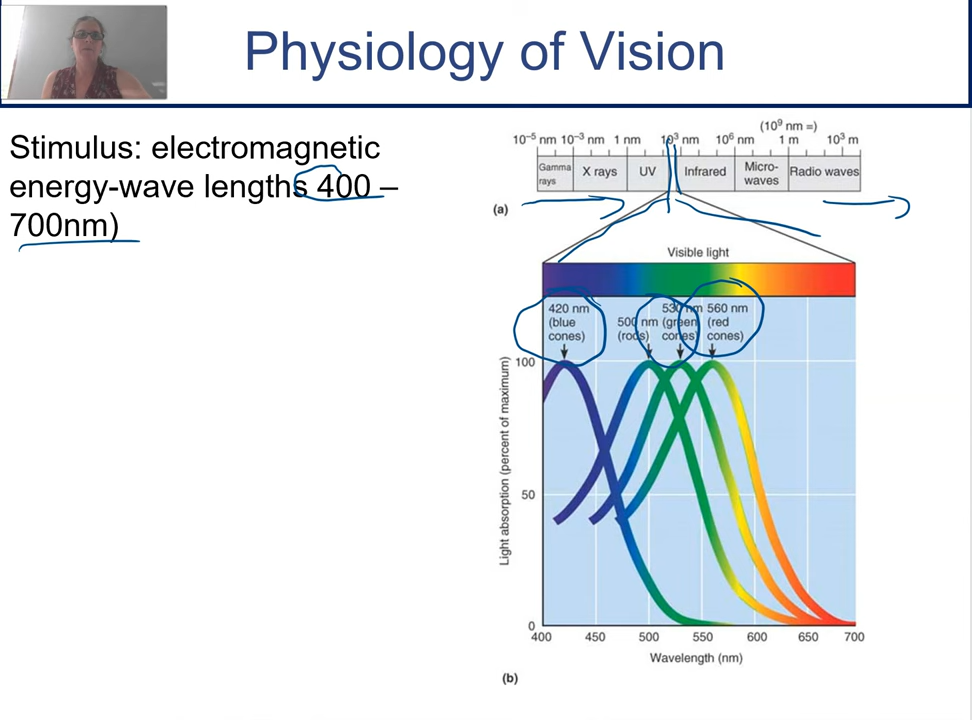 Physiology of Vision
Stimulus: electromagnetic
energy-wave lengths 400 –
700nm)
(10⁹ nm =)
10⁻⁵ nm 10⁻³ nm 1 nm 10³ nm 10⁶ nm 1 m 10³ m
Gamma rays X rays UV Infrared Micro-waves Radio waves
(a)
Visible light
420 nm (blue cones)
500 nm (rods)
530 nm (green cones)
560 nm (red cones)
Light absorption (percent of maximum)
100
50
0
400 450 500 550 600 650 700
Wavelength (nm)
(b)